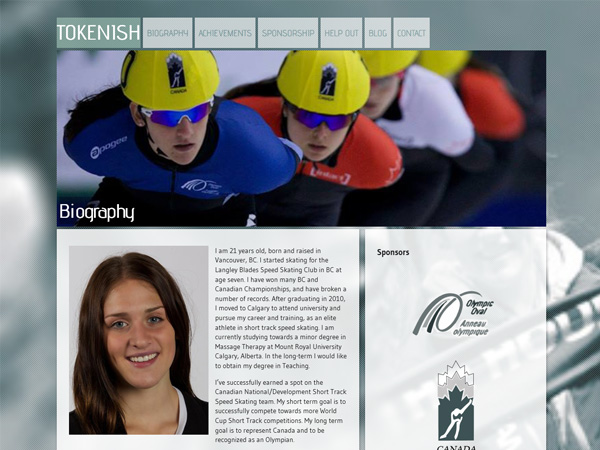 TOKENISH
BIOGRAPHY
ACHIEVEMENTS
SPONSORSHIP
HELP OUT
BLOG
CONTACT
CANADA
CANADA
apogee
Biography
I am 21 years old, born and raised in
Vancouver, BC. I started skating for the
Langley Blades Speed Skating Club in BC at
age seven. I have won many BC and
Canadian Championships, and have broken a
number of records. After graduating in 2010,
I moved to Calgary to attend university and
pursue my career and training, as an elite
athlete in short track speed skating. I am
currently studying towards a minor degree in
Massage Therapy at Mount Royal University
Calgary, Alberta. In the long-term I would like
to obtain my degree in Teaching.
I've successfully earned a spot on the
Canadian National/Development Short Track
Speed Skating team. My short term goal is to
successfully compete towards more World
Cup Short Track competitions. My long term
goal is to represent Canada and to be
recognized as an Olympian.
Sponsors
Olympic
Oval
Anneau
olympique
CANADA